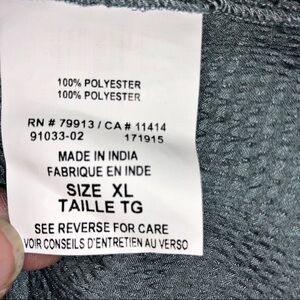 100% POLYESTER
100% POLYESTER
RN # 79913 / CA # 11414
91033-02 171915
MADE IN INDIA
FABRIQUE EN INDE
SIZE XL
TAILLE TG
SEE REVERSE FOR CARE
VOIR CONSEILS D'ENTRETIEN AU VERSO